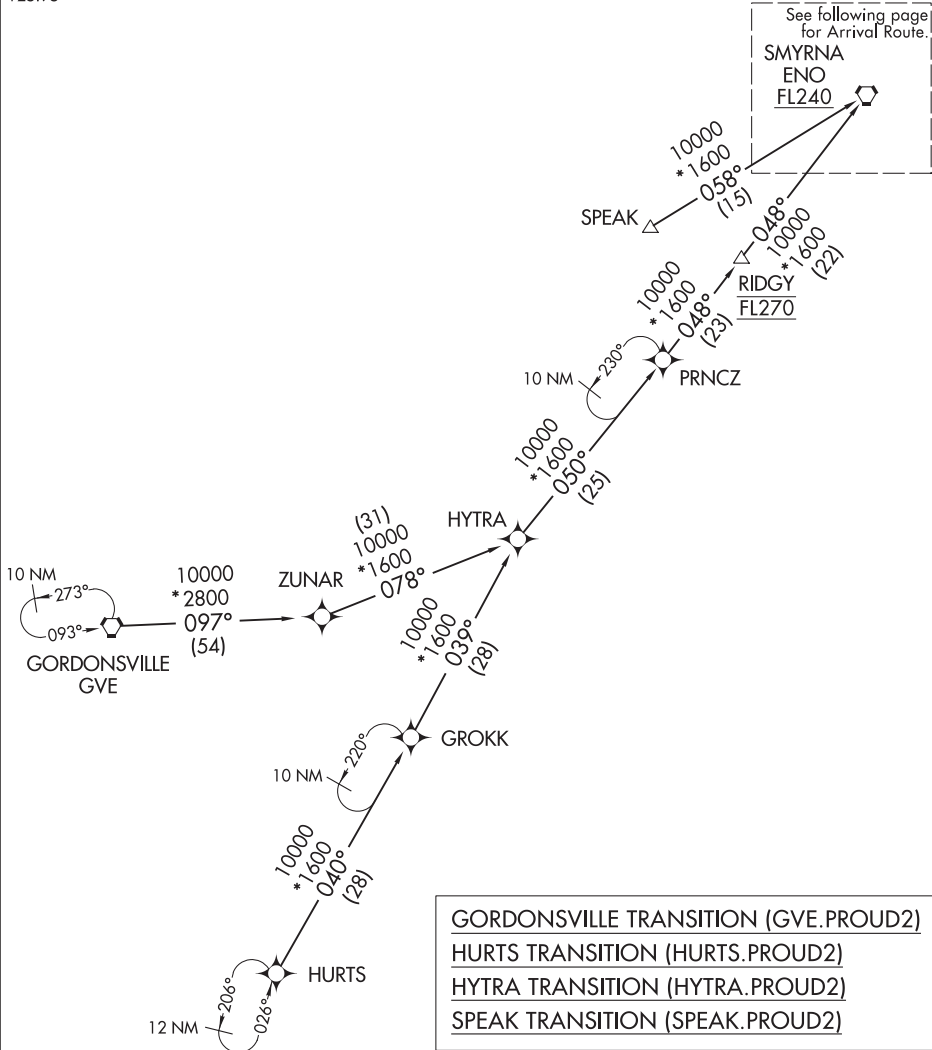 See following page
for Arrival Route.
SMYRNA
ENO
FL240
10000
*1600
058°
(15)
SPEAK
048°
10000
*1600
(22)
RIDGY
FL270
10000
*1600
048°
(23)
230°
10 NM
PRNCZ
10000
*1600
050°
(25)
HYTRA
(31)
10000
*1600
078°
ZUNAR
10 NM
273°
093°
10000
*2800
097°
(54)
GORDONSVILLE
GVE
10000
*1600
039°
(28)
220°
10 NM
GROKK
10000
*1600
040°
(28)
HURTS
206°
026°
12 NM
GORDONSVILLE TRANSITION (GVE.PROUD2)
HURTS TRANSITION (HURTS.PROUD2)
HYTRA TRANSITION (HYTRA.PROUD2)
SPEAK TRANSITION (SPEAK.PROUD2)